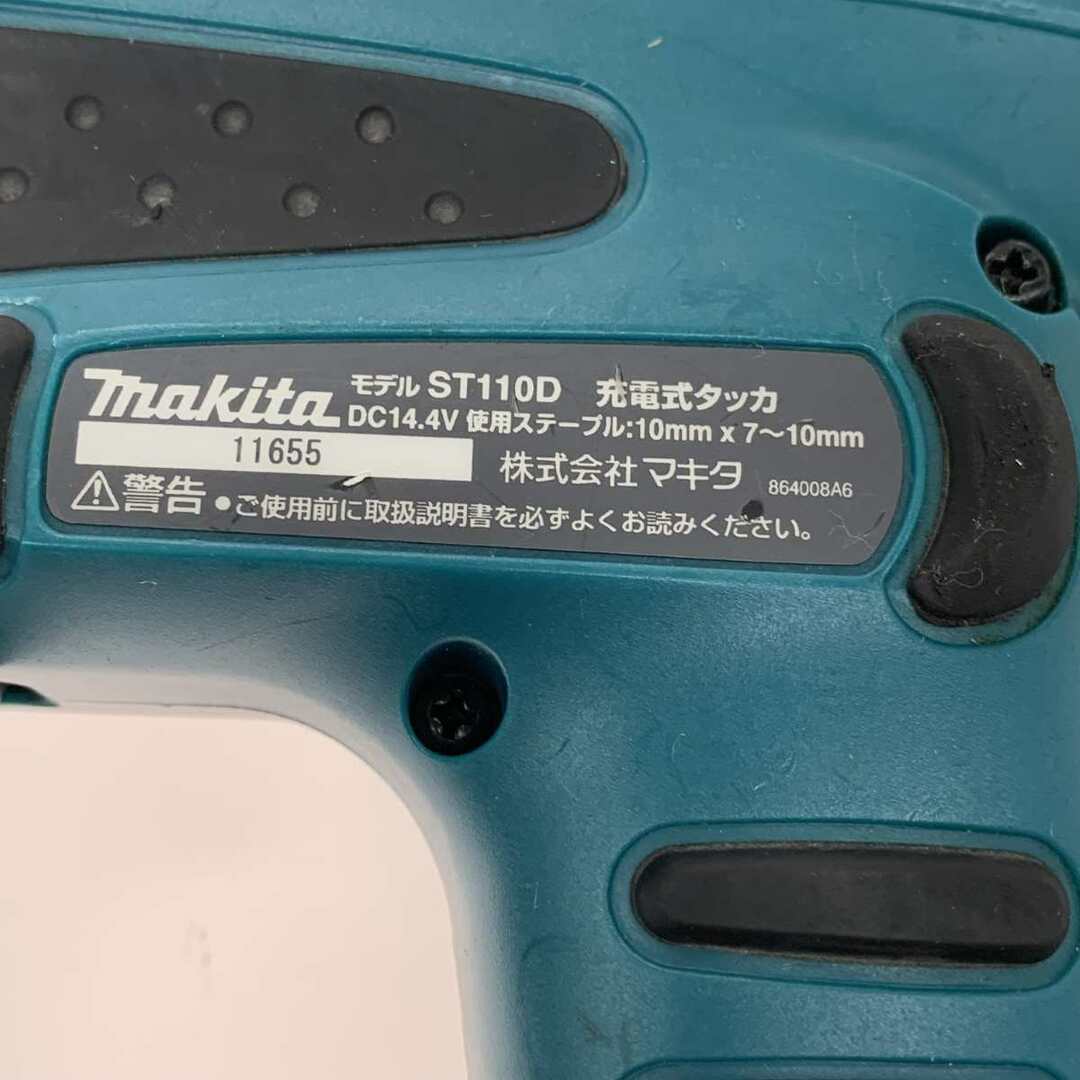 makita モデル ST110D 充電式タッカ
DC14.4V 使用ステープル:10mm x 7～10mm
11655
株式会社マキタ 864008A6
⚠警告 ●ご使用前に取扱説明書を必ずよくお読みください。